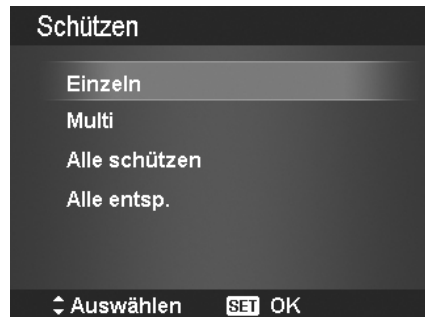 Schützen
Einzeln
Multi
Alle schützen
Alle entsp.
Auswählen SET OK